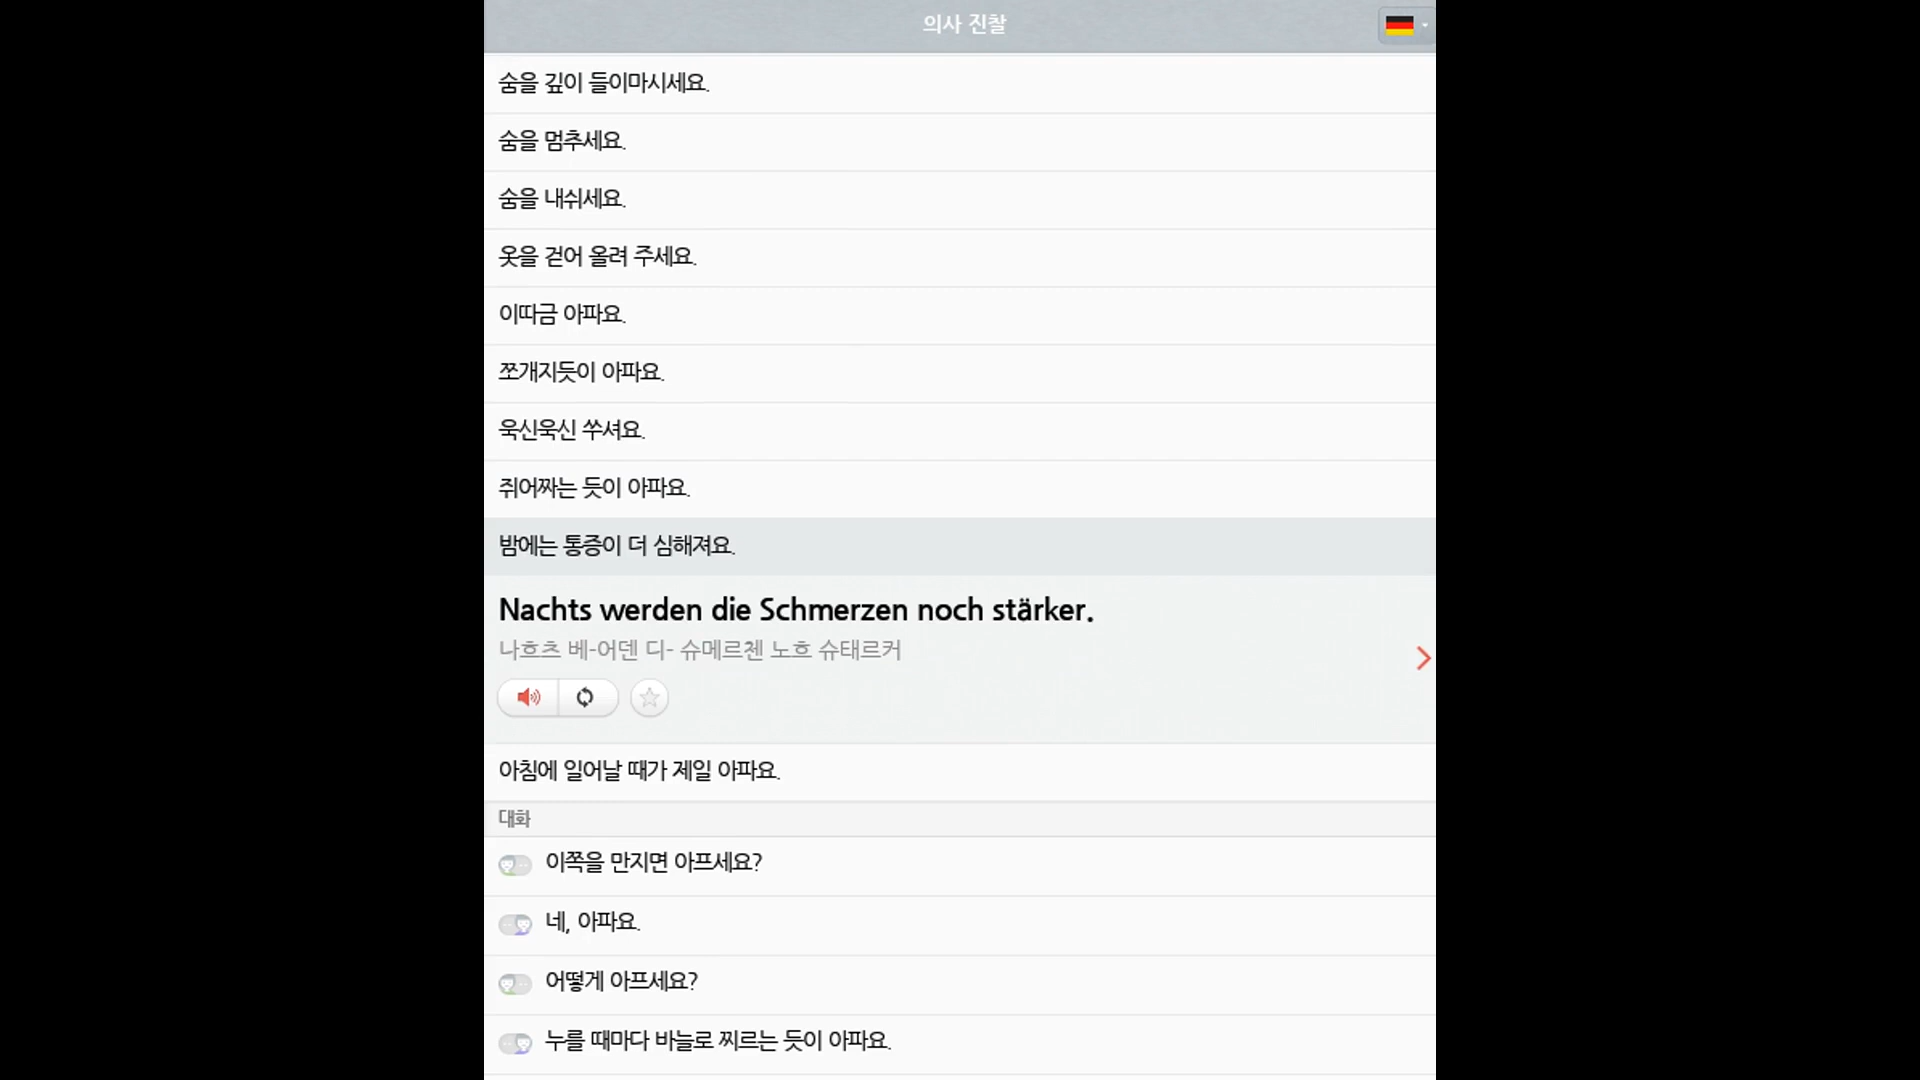 의사 진찰
숨을 깊이 들이마시세요.
숨을 멈추세요.
숨을 내쉬세요.
옷을 걷어 올려 주세요.
이따금 아파요.
쪼개지듯이 아파요.
욱신욱신 쑤셔요.
쥐어짜는 듯이 아파요.
밤에는 통증이 더 심해져요.
Nachts werden die Schmerzen noch stärker.
나흐츠 베-어덴 디- 슈메르첸 노흐 슈태르커
아침에 일어날 때가 제일 아파요.
대화
이쪽을 만지면 아프세요?
네, 아파요.
어떻게 아프세요?
누를 때마다 바늘로 찌르는 듯이 아파요.